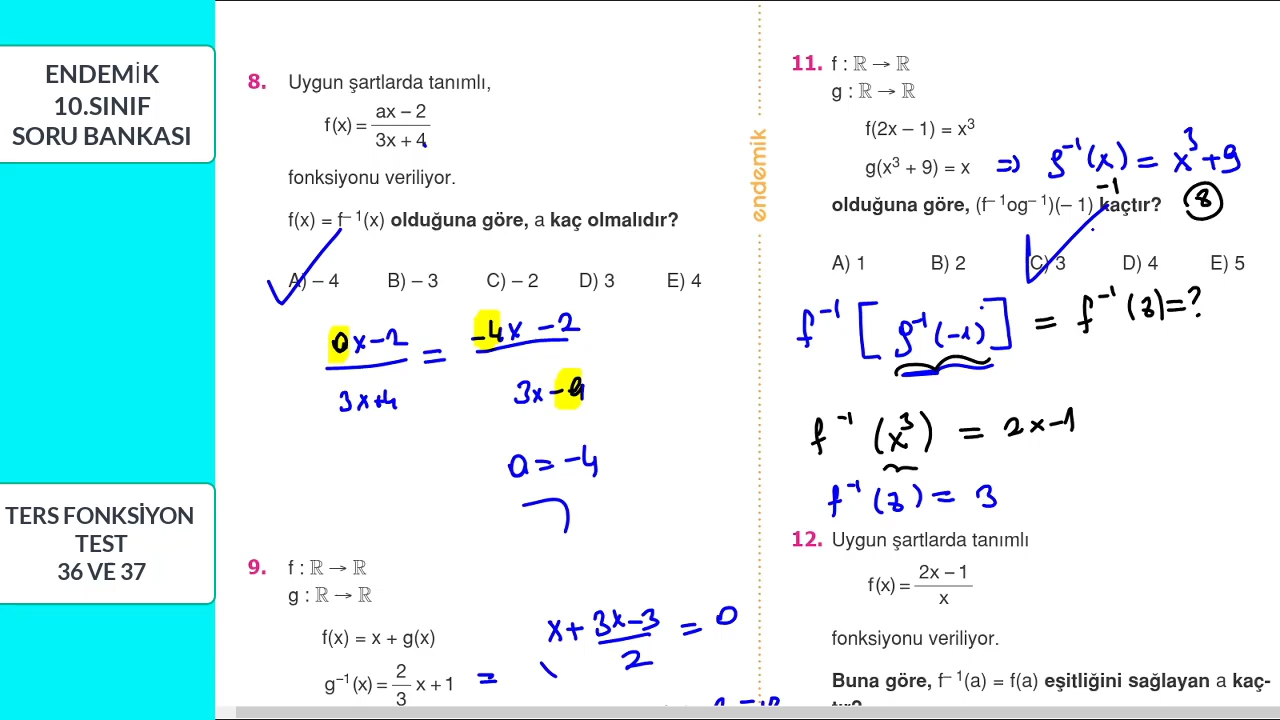 ENDEMİK
10.SINIF
SORU BANKASI
TERS FONKSİYON
TEST
36 VE 37
8. Uygun şartlarda tanımlı,
f(x) = (ax – 2)/(3x + 4)
fonksiyonu veriliyor.
f(x) = f⁻¹(x) olduğuna göre, a kaç olmalıdır?
A) – 4 B) – 3 C) – 2 D) 3 E) 4
(ax – 2)/(3x+4) = (–4x – 2)/(3x – a)
a = –4
9. f : ℝ → ℝ
g : ℝ → ℝ
f(x) = x + g(x)
g⁻¹(x) = 2/3 x + 1
x + (3x–3)/2 = 0
endemik
11. f : ℝ → ℝ
g : ℝ → ℝ
f(2x – 1) = x³
g(x³ + 9) = x ⇒ g⁻¹(x) = x³+9
olduğuna göre, (f⁻¹og⁻¹)(– 1) kaçtır?
–1
8
A) 1 B) 2 C) 3 D) 4 E) 5
f⁻¹[g⁻¹(–1)] = f⁻¹(8)=?
f⁻¹(x³) = 2x–1
f⁻¹(8) = 3
12. Uygun şartlarda tanımlı
f(x) = (2x – 1)/x
fonksiyonu veriliyor.
Buna göre, f⁻¹(a) = f(a) eşitliğini sağlayan a kaç-
tır?